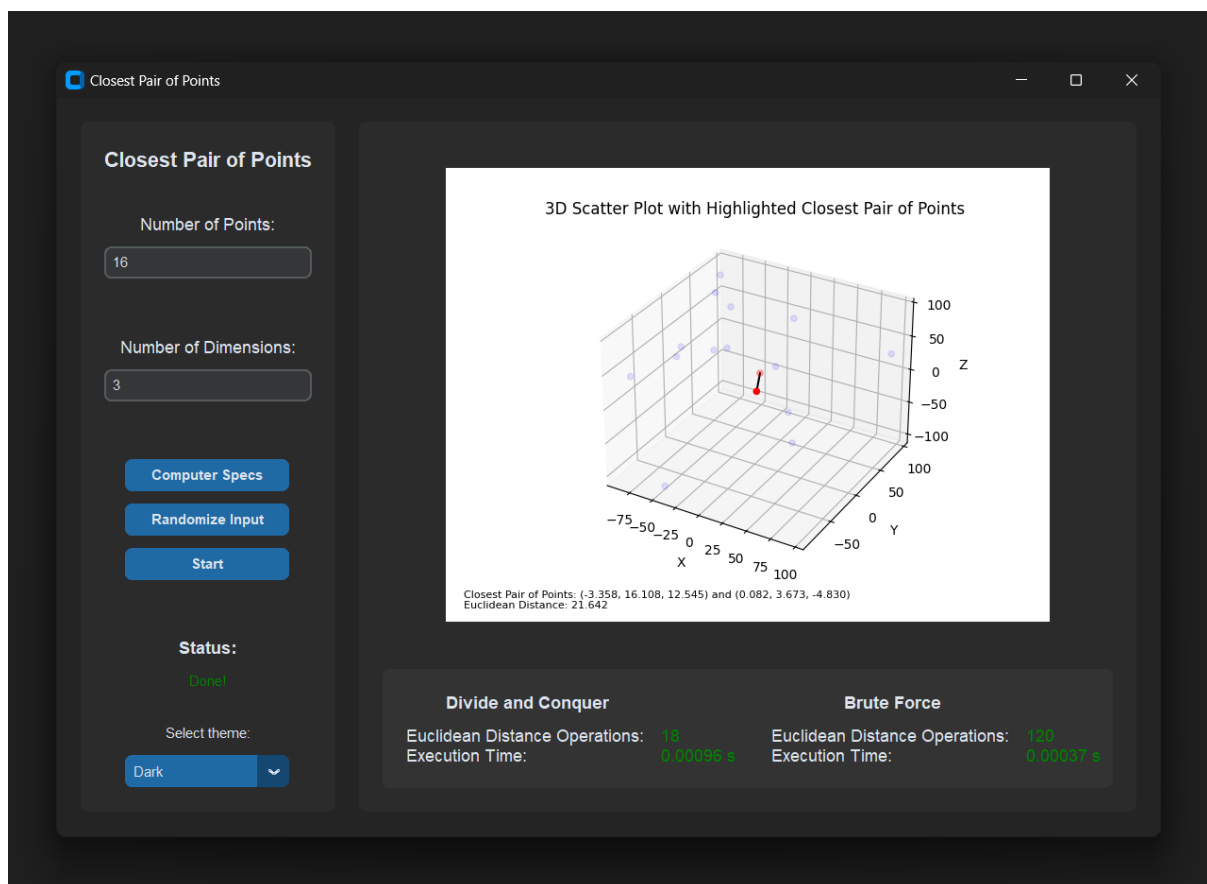 Closest Pair of Points
Closest Pair of Points
Number of Points:
16
Number of Dimensions:
3
Computer Specs
Randomize Input
Start
Status:
Done!
Select theme:
Dark
3D Scatter Plot with Highlighted Closest Pair of Points
100
50
0
−50
−100
Z
100
50
0
−50
Y
−75
−50
−25
0
25
50
75
100
X
Closest Pair of Points: (-3.358, 16.108, 12.545) and (0.082, 3.673, -4.830)
Euclidean Distance: 21.642
Divide and Conquer
Euclidean Distance Operations: 18
Execution Time: 0.00096 s
Brute Force
Euclidean Distance Operations: 120
Execution Time: 0.00037 s